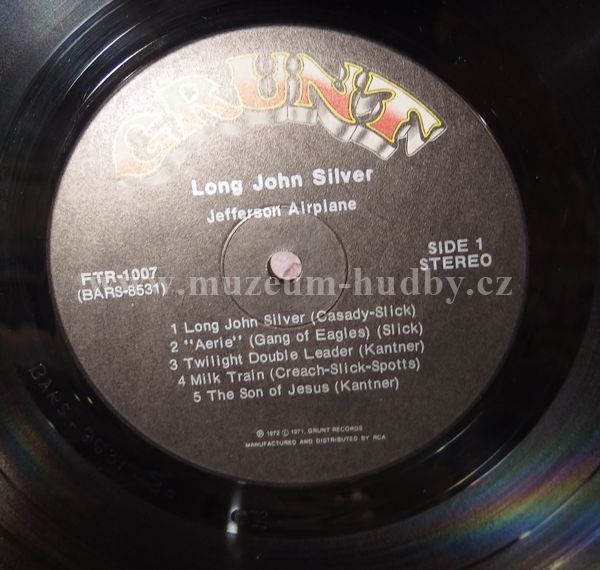 GRUNT
Long John Silver
Jefferson Airplane
FTR-1007
(BARS-8531)
SIDE 1
STEREO
www.muzeum-hudby.cz
1 Long John Silver (Casady-Slick)
2 "Aerie" (Gang of Eagles) (Slick)
3 Twilight Double Leader (Kantner)
4 Milk Train (Creach-Slick-Spotts)
5 The Son of Jesus (Kantner)
℗ 1972 © 1971, GRUNT RECORDS
MANUFACTURED AND DISTRIBUTED BY RCA